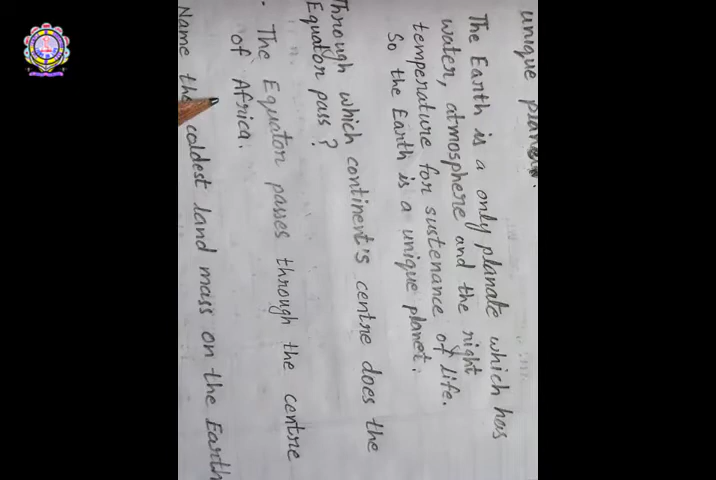 unique planet.
The Earth is a only planate which has
water, atmosphere and the right
temperature for sustenance of life.
So the Earth is a unique planet.
Through which continent's centre does the
Equator pass?
The Equator passes through the centre
of Africa.
Name the coldest land mass on the Earth